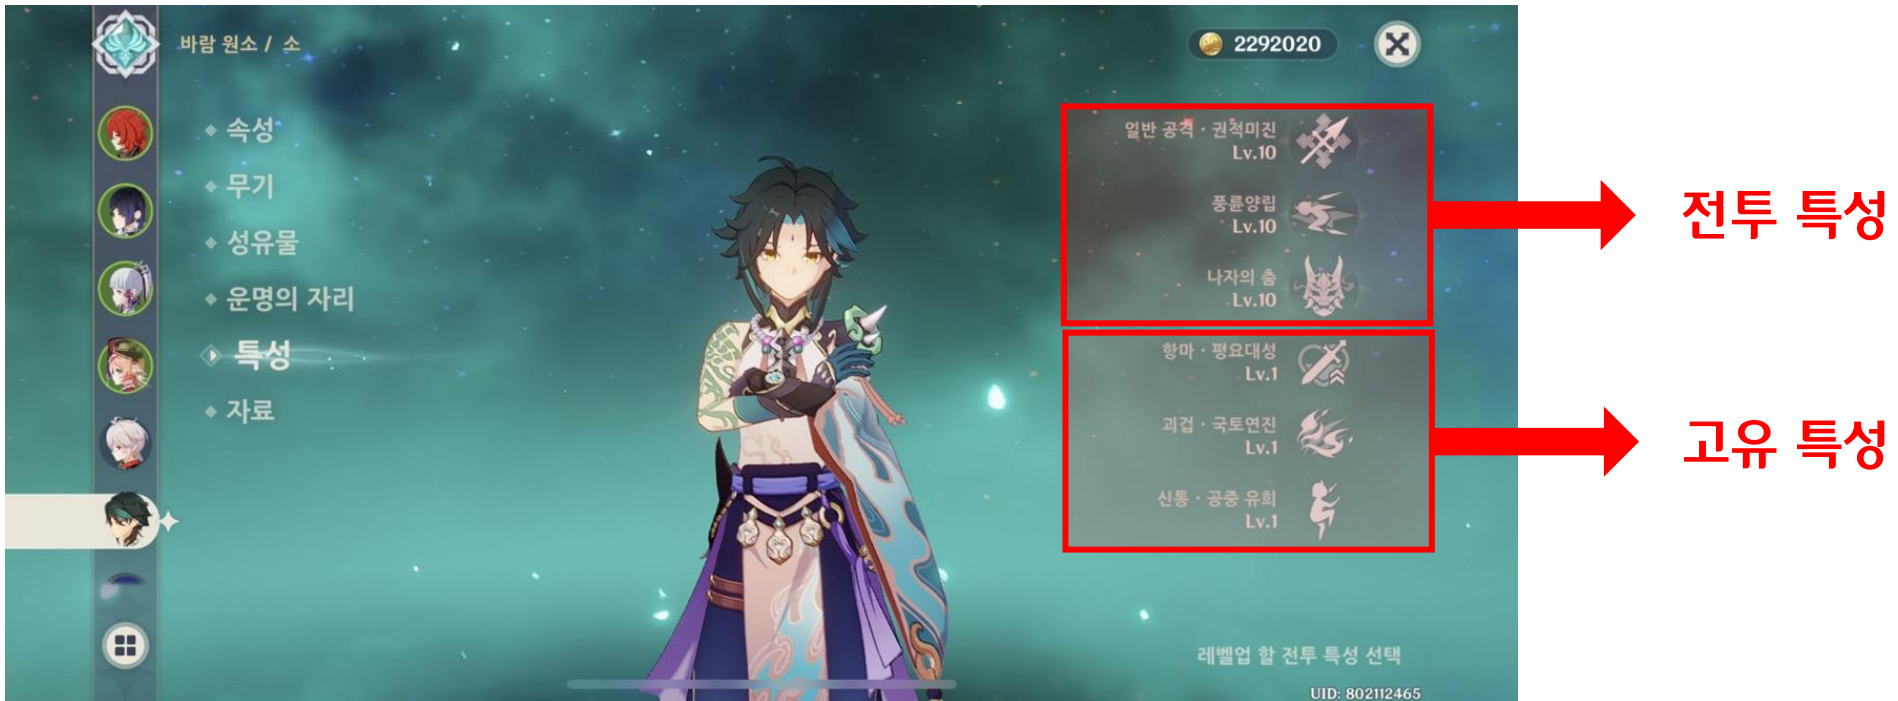 바람 원소 / 소
2292020
속성
무기
성유물
운명의 자리
특성
자료
일반 공격 · 권적미진
Lv.10
풍륜양립
Lv.10
나자의 춤
Lv.10
전투 특성
항마 · 평요대성
Lv.1
괴겁 · 국토연진
Lv.1
신통 · 공중 유희
Lv.1
고유 특성
레벨업 할 전투 특성 선택
UID: 802112465